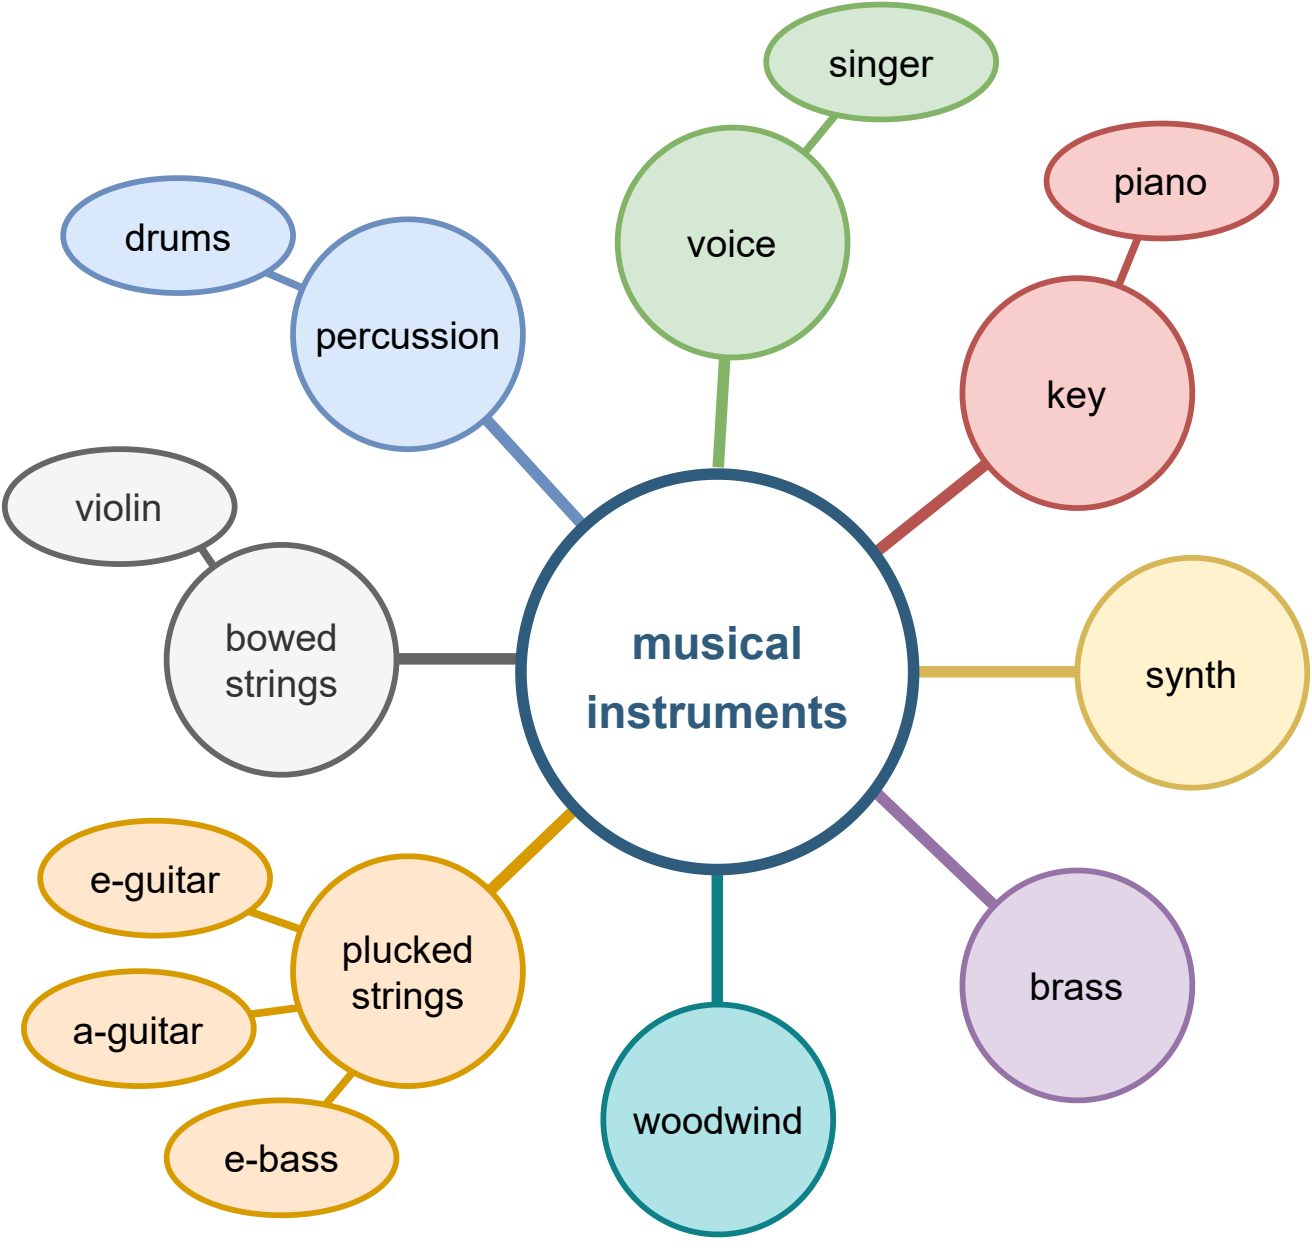 singer
piano
drums
voice
percussion
key
violin
bowed
strings
musical
instruments
synth
e-guitar
plucked
strings
a-guitar
brass
woodwind
e-bass